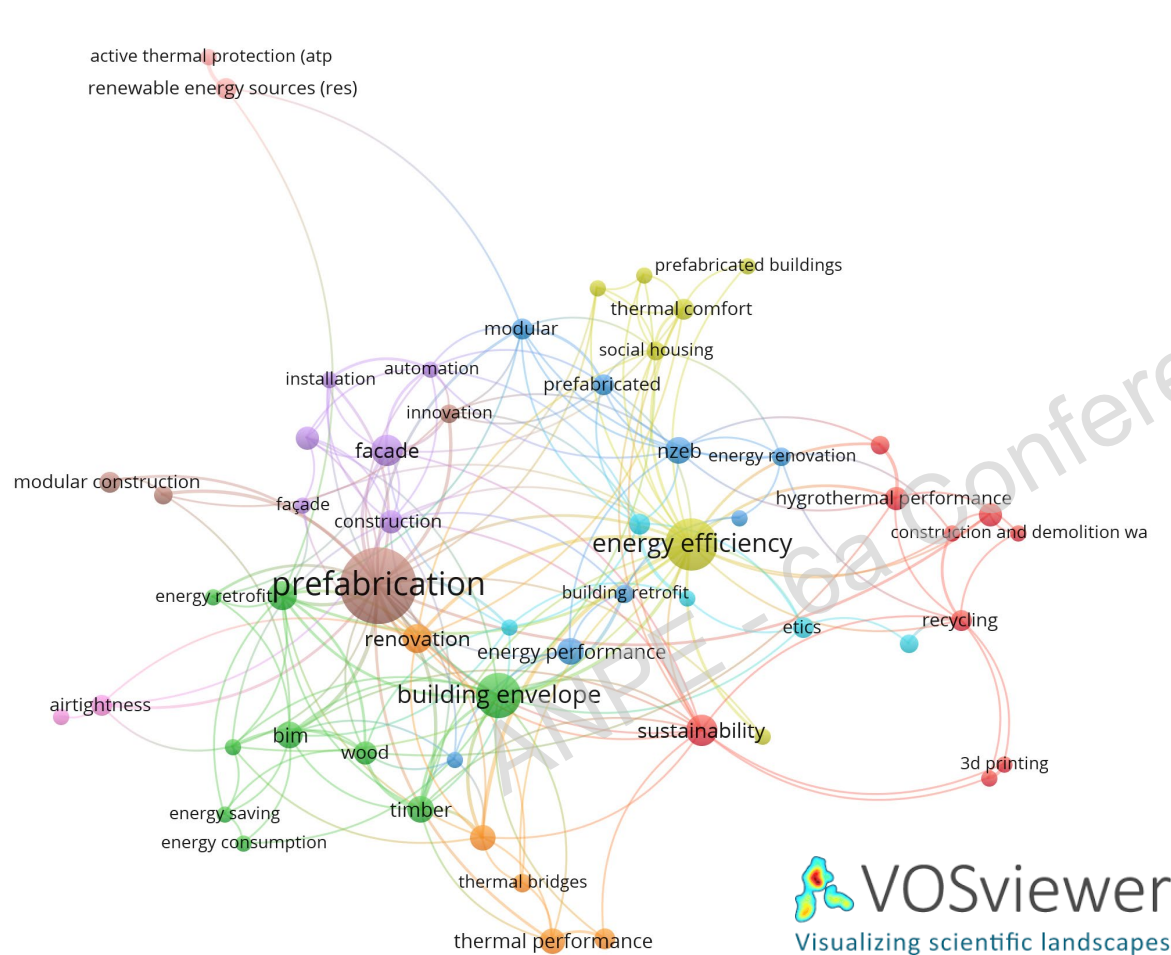 active thermal protection (atp
renewable energy sources (res)
prefabricated buildings
thermal comfort
modular
social housing
installation
automation
prefabricated
innovation
facade
nzeb
energy renovation
modular construction
hygrothermal performance
façade
construction
construction and demolition wa
energy efficiency
prefabrication
energy retrofit
building retrofit
recycling
etics
renovation
energy performance
building envelope
airtightness
sustainability
bim
wood
3d printing
energy saving
timber
energy consumption
thermal bridges
thermal performance
ANPE - 6a Confere
VOSviewer
Visualizing scientific landscapes